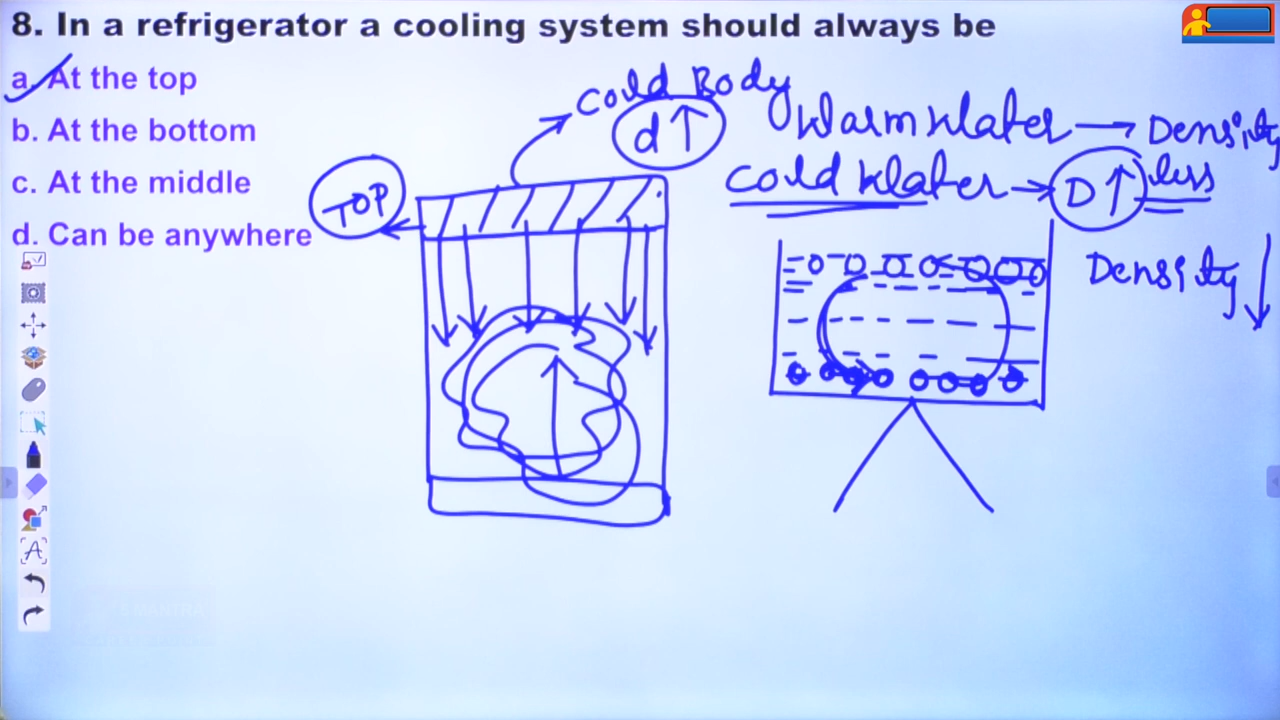 8. In a refrigerator a cooling system should always be
a. At the top
b. At the bottom
c. At the middle
d. Can be anywhere
TOP
Cold Body
d↑
Warm Water → Density less
Cold Water → D↑
Density ↓
A